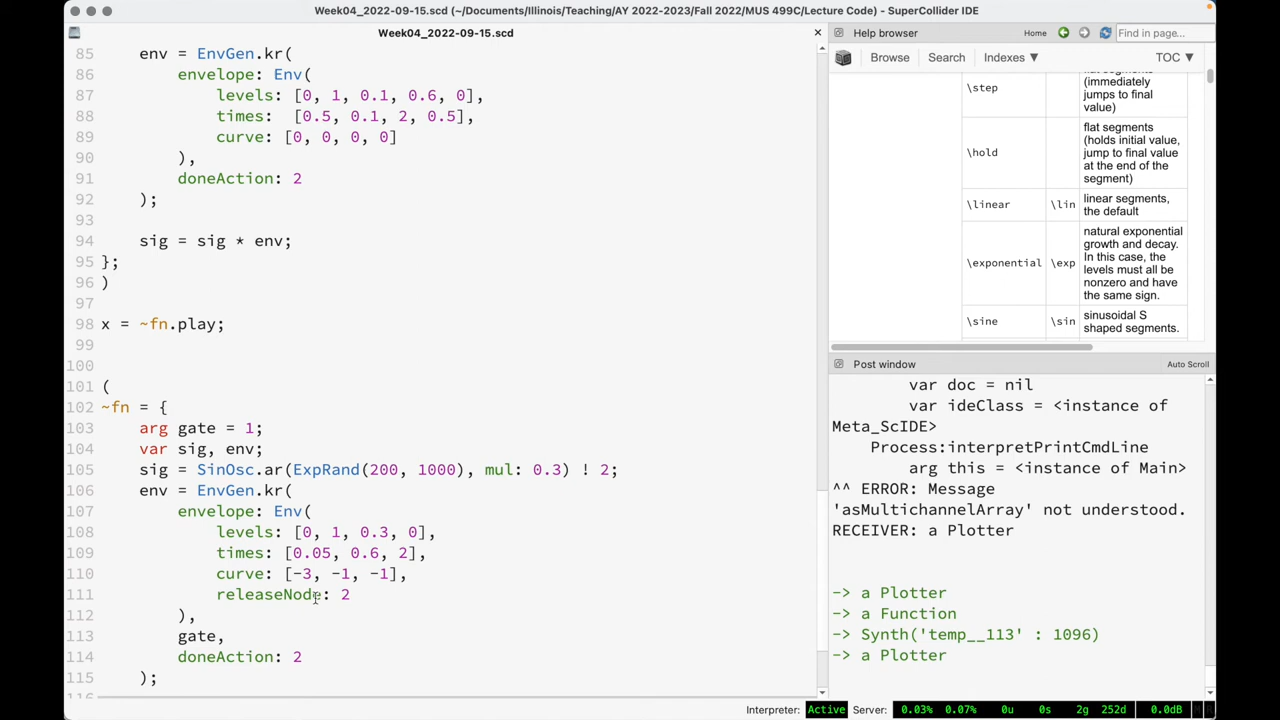 Week04_2022-09-15.scd (~/Documents/Illinois/Teaching/AY 2022-2023/Fall 2022/MUS 499C/Lecture Code) - SuperCollider IDE
Week04_2022-09-15.scd
85 env = EnvGen.kr(
86 envelope: Env(
87 levels: [0, 1, 0.1, 0.6, 0],
88 times: [0.5, 0.1, 2, 0.5],
89 curve: [0, 0, 0, 0]
90 ),
91 doneAction: 2
92 );
93
94 sig = sig * env;
95 };
96 )
97
98 x = ~fn.play;
99
100
101 (
102 ~fn = {
103 arg gate = 1;
104 var sig, env;
105 sig = SinOsc.ar(ExpRand(200, 1000), mul: 0.3) ! 2;
106 env = EnvGen.kr(
107 envelope: Env(
108 levels: [0, 1, 0.3, 0],
109 times: [0.05, 0.6, 2],
110 curve: [-3, -1, -1],
111 releaseNode: 2
112 ),
113 gate,
114 doneAction: 2
115 );
Help browser
Home
Find in page...
Browse
Search
Indexes ▼
TOC ▼
(immediately
jumps to final
value)
\step
flat segments
(holds initial value,
jump to final value
at the end of the
segment)
\hold
\linear \lin linear segments,
the default
natural exponential
growth and decay.
In this case, the
levels must all be
nonzero and have
the same sign.
\exponential \exp
\sine \sin sinusoidal S
shaped segments.
Post window
Auto Scroll
var doc = nil
var ideClass = <instance of
Meta_ScIDE>
Process:interpretPrintCmdLine
arg this = <instance of Main>
^^ ERROR: Message
'asMultichannelArray' not understood.
RECEIVER: a Plotter
-> a Plotter
-> a Function
-> Synth('temp__113' : 1096)
-> a Plotter
Interpreter: Active Server: 0.03% 0.07% 0u 0s 2g 252d 0.0dB